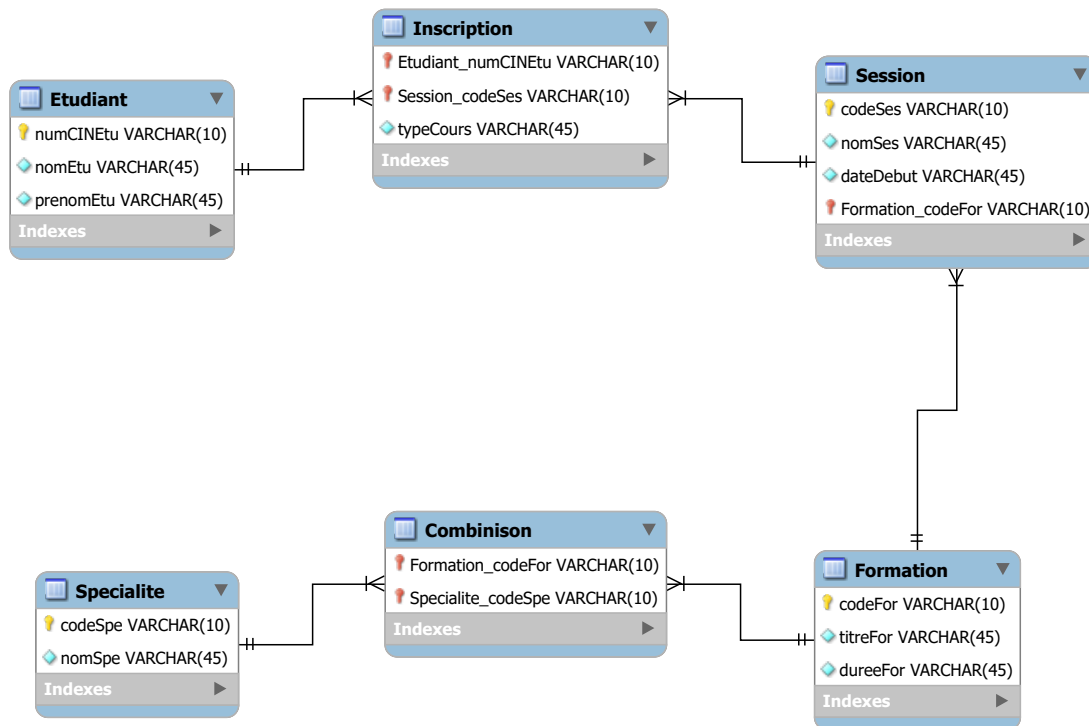 Etudiant
numCINEtu VARCHAR(10)
nomEtu VARCHAR(45)
prenomEtu VARCHAR(45)
Indexes
Inscription
Etudiant_numCINEtu VARCHAR(10)
Session_codeSes VARCHAR(10)
typeCours VARCHAR(45)
Indexes
Session
codeSes VARCHAR(10)
nomSes VARCHAR(45)
dateDebut VARCHAR(45)
Formation_codeFor VARCHAR(10)
Indexes
Specialite
codeSpe VARCHAR(10)
nomSpe VARCHAR(45)
Indexes
Combinison
Formation_codeFor VARCHAR(10)
Specialite_codeSpe VARCHAR(10)
Indexes
Formation
codeFor VARCHAR(10)
titreFor VARCHAR(45)
dureeFor VARCHAR(45)
Indexes